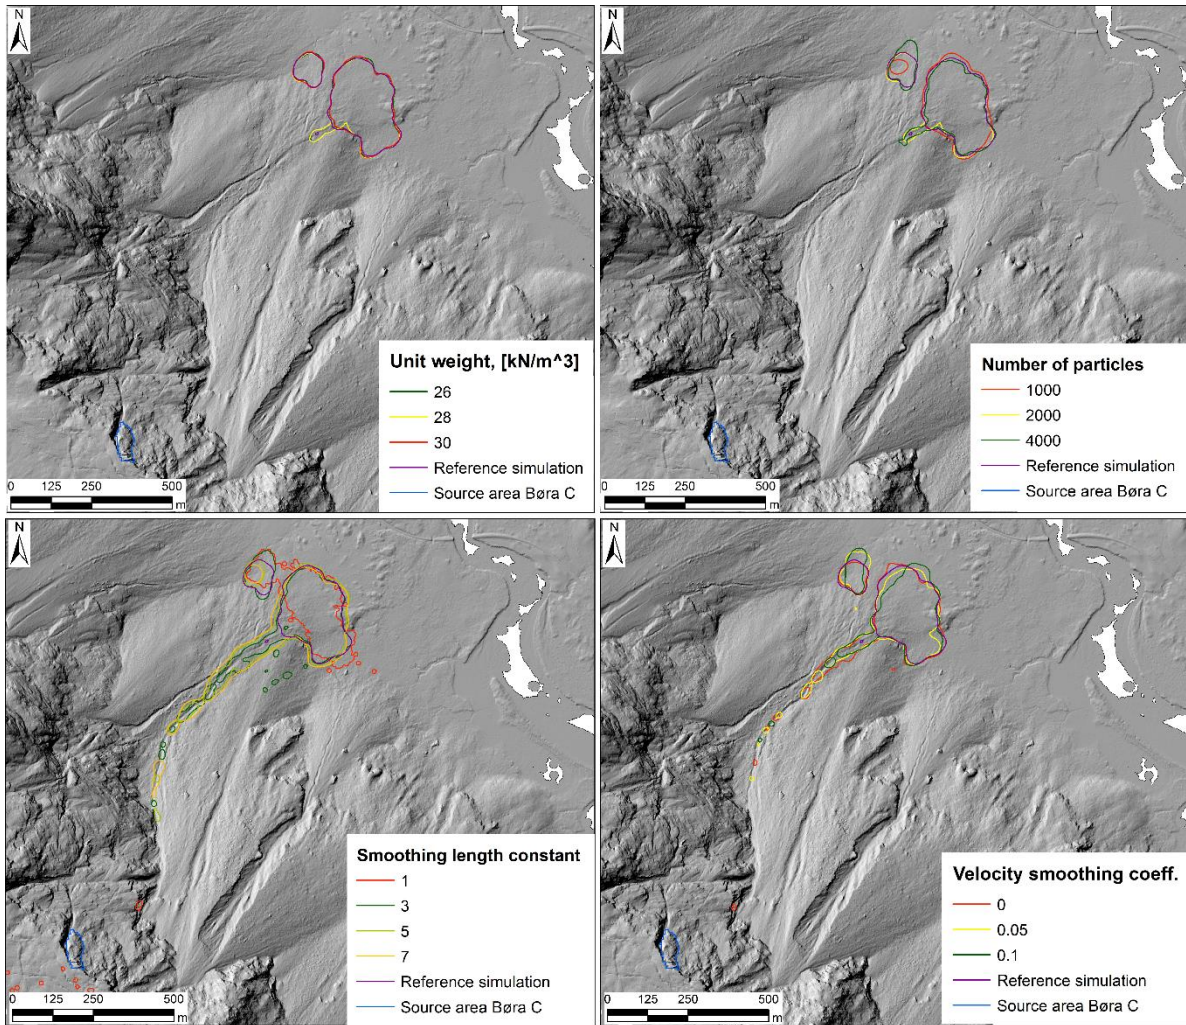 N
Unit weight, [kN/m^3]
26
28
30
Reference simulation
Source area Børa C
0 125 250 500
m
N
Number of particles
1000
2000
4000
Reference simulation
Source area Børa C
0 125 250 500
m
N
Smoothing length constant
1
3
5
7
Reference simulation
Source area Børa C
0 125 250 500
m
N
Velocity smoothing coeff.
0
0.05
0.1
Reference simulation
Source area Børa C
0 125 250 500
m